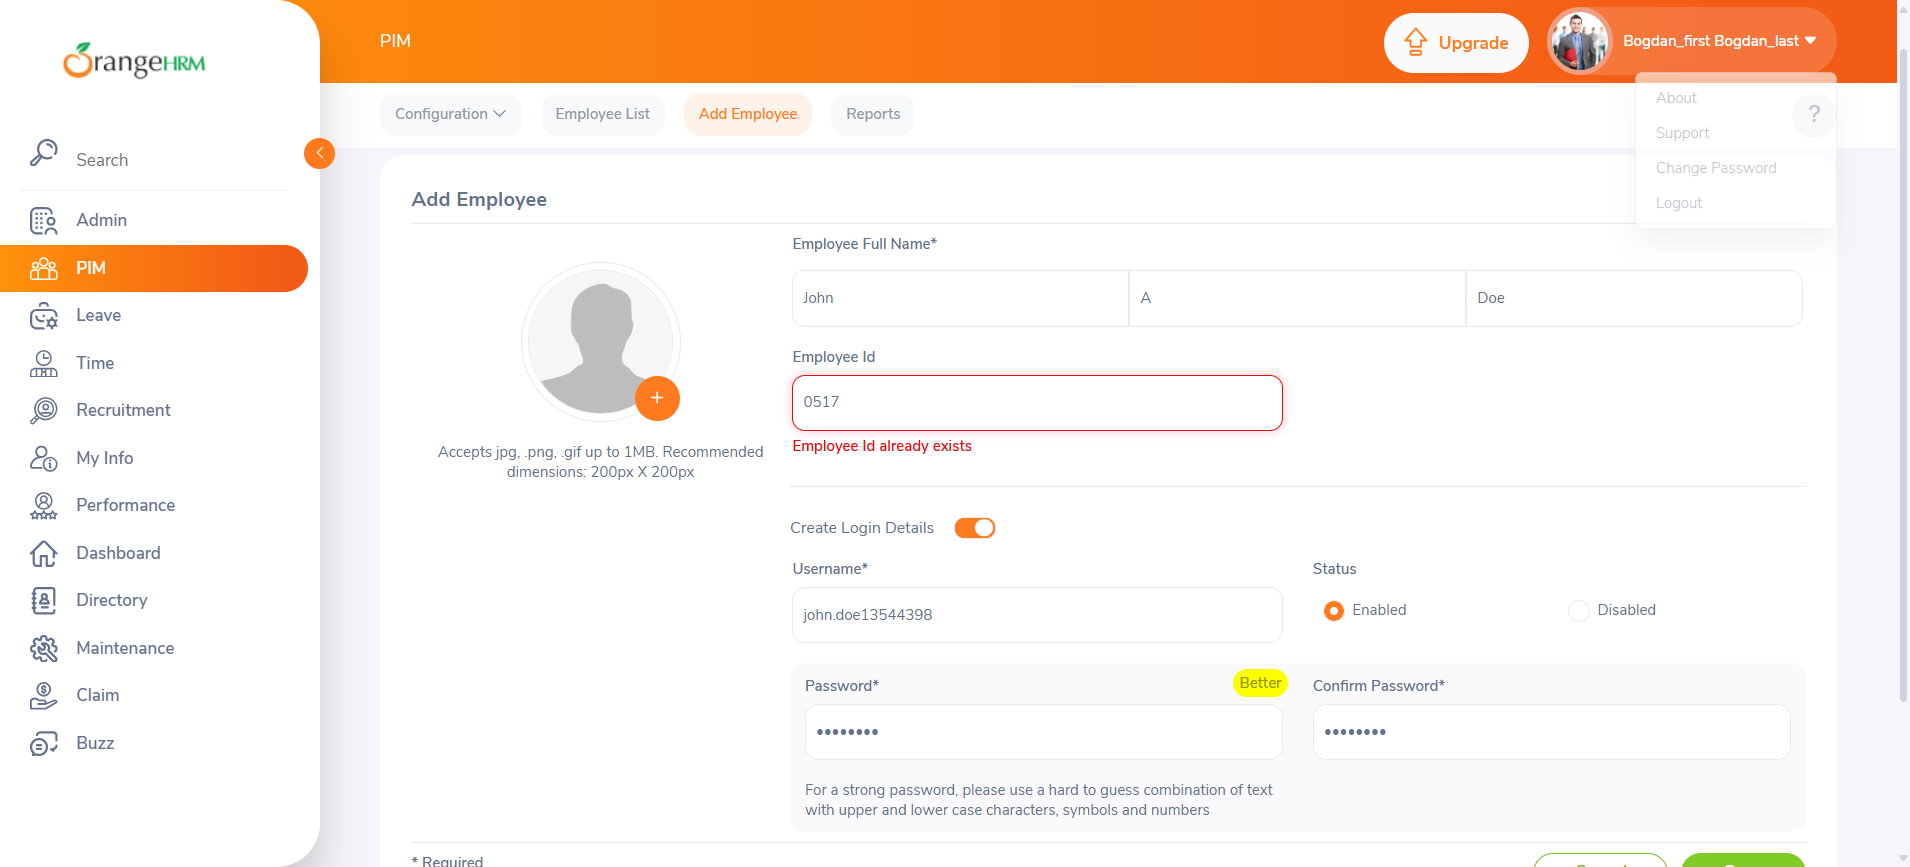 OrangeHRM
PIM
Upgrade
Bogdan_first Bogdan_last
About
Support
Change Password
Logout
?
Configuration
Employee List
Add Employee
Reports
Search
Admin
PIM
Leave
Time
Recruitment
My Info
Performance
Dashboard
Directory
Maintenance
Claim
Buzz
Add Employee
Accepts jpg, .png, .gif up to 1MB. Recommended
dimensions: 200px X 200px
Employee Full Name*
John
A
Doe
Employee Id
0517
Employee Id already exists
Create Login Details
Username*
john.doe13544398
Status
Enabled
Disabled
Password*
Better
Confirm Password*
••••••••
••••••••
For a strong password, please use a hard to guess combination of text
with upper and lower case characters, symbols and numbers
* Required